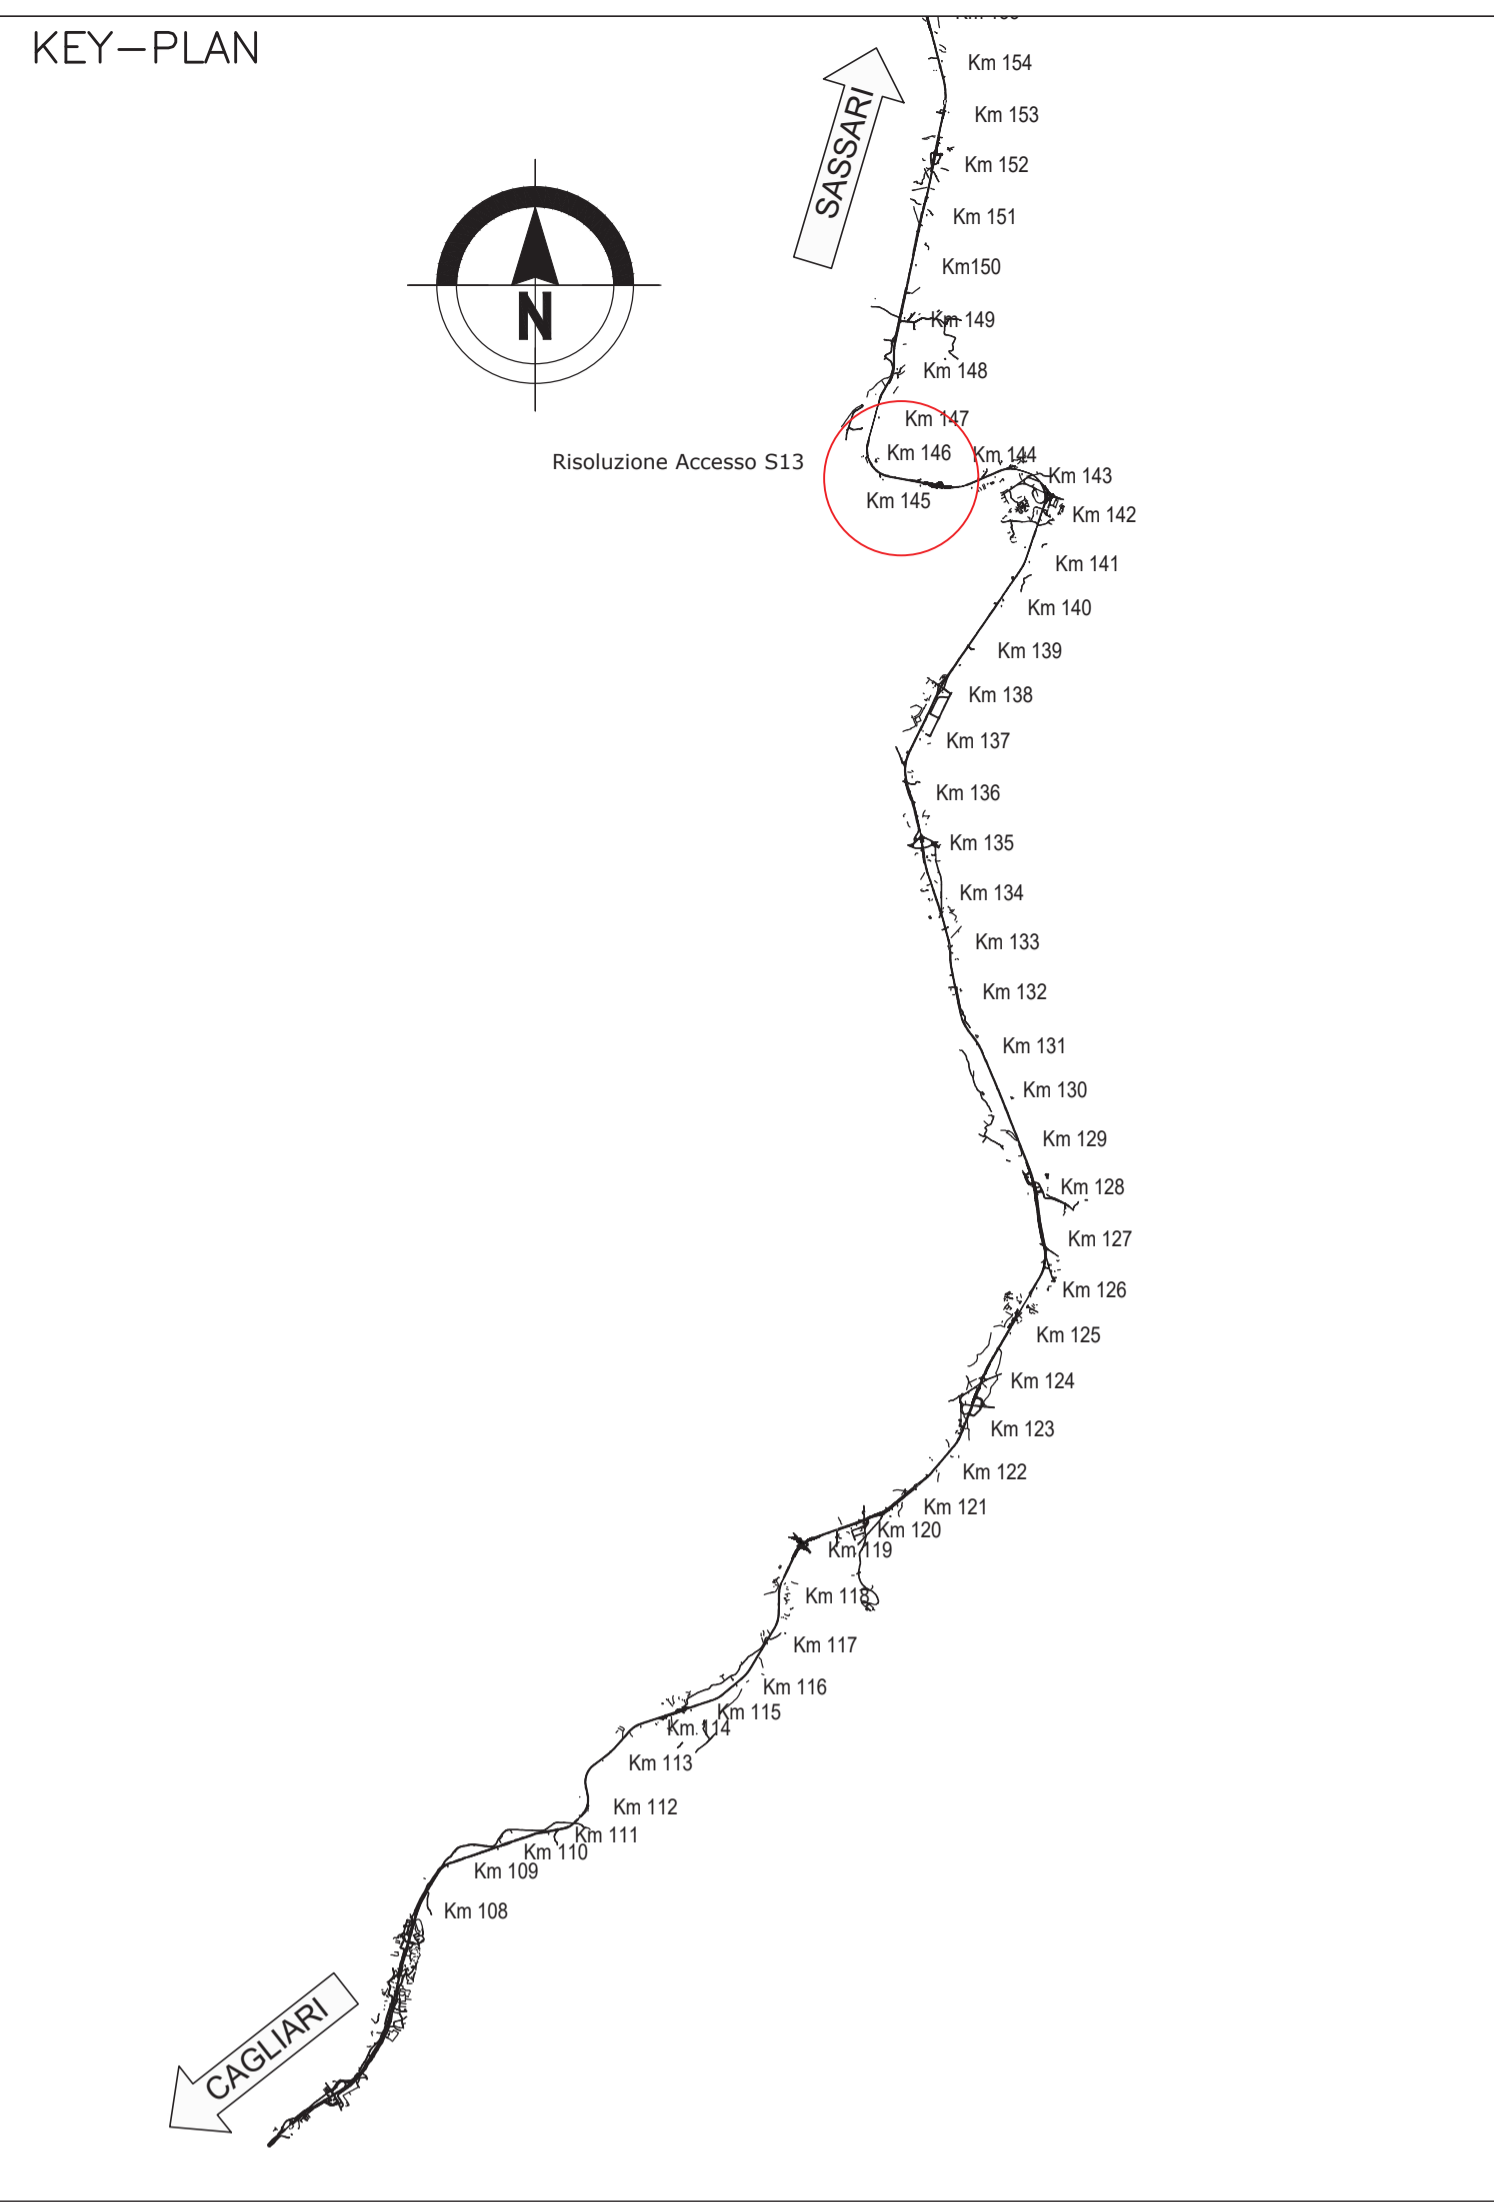 KEY-PLAN
SASSARI
Km 154
Km 153
Km 152
Km 151
Km150
N
Km 149
Km 148
Km 147
Km 146
Km 144
Risoluzione Accesso S13
Km 143
Km 145
Km 142
Km 141
Km 140
Km 139
Km 138
Km 137
Km 136
Km 135
Km 134
Km 133
Km 132
Km 131
Km 130
Km 129
Km 128
Km 127
Km 126
Km 125
Km 124
Km 123
Km 122
Km 121
Km 120
Km 119
Km 118
Km 117
Km 116
Km 115
Km 114
Km 113
Km 112
Km 111
Km 110
Km 109
Km 108
CAGLIARI